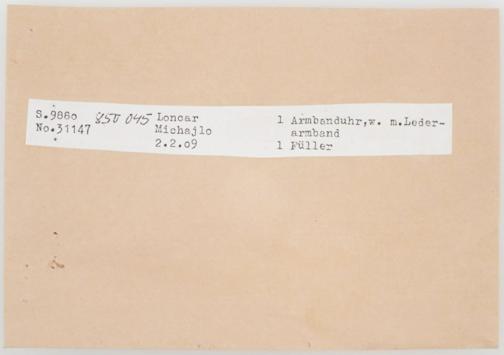 S.9860 850 045 Loncar 1 Armbanduhr,w. m.Leder-
No.31147 Michajlo armband
2.2.09 1 Füller